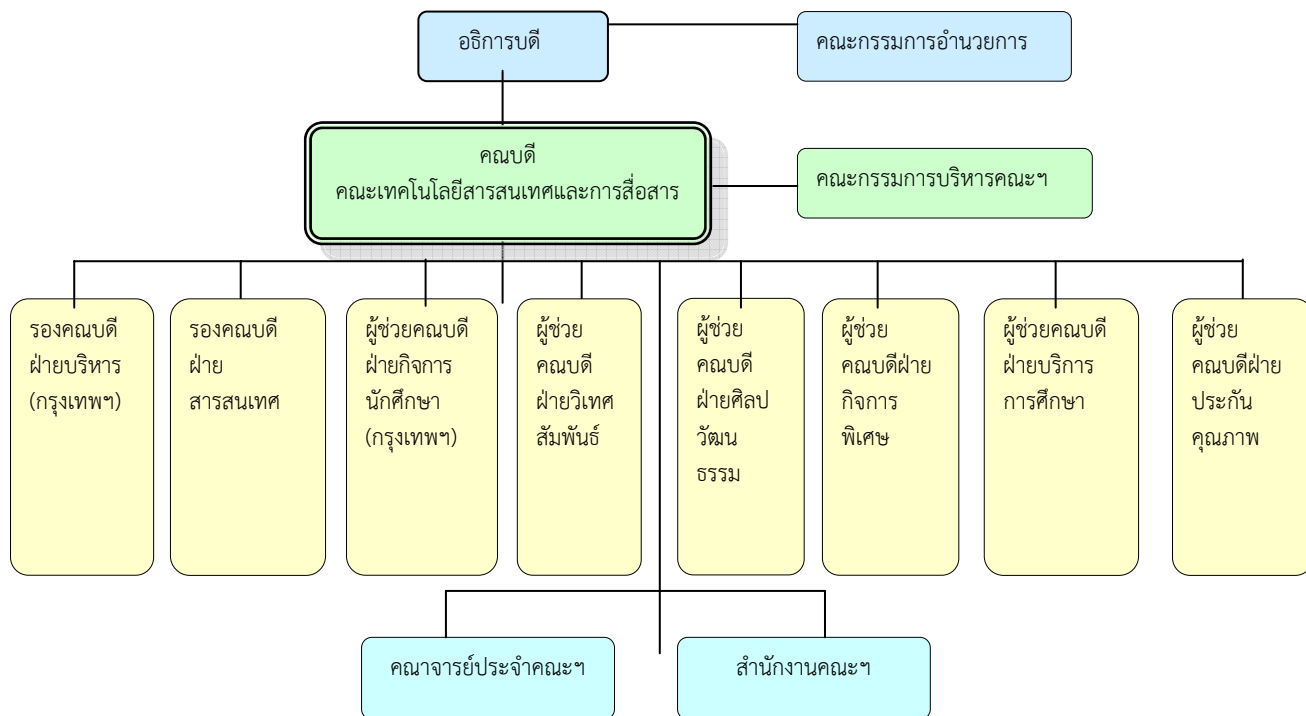 อธิการบดี
คณะกรรมการอำนวยการ
คณบดี
คณะเทคโนโลยีสารสนเทศและการสื่อสาร
คณะกรรมการบริหารคณะฯ
รองคณบดี
ฝ่ายบริหาร
(กรุงเทพฯ)
รองคณบดี
ฝ่าย
สารสนเทศ
ผู้ช่วยคณบดี
ฝ่ายกิจการ
นักศึกษา
(กรุงเทพฯ)
ผู้ช่วย
คณบดี
ฝ่ายวิเทศ
สัมพันธ์
ผู้ช่วย
คณบดี
ฝ่ายศิลป
วัฒน
ธรรม
ผู้ช่วย
คณบดีฝ่าย
กิจการ
พิเศษ
ผู้ช่วยคณบดี
ฝ่ายบริการ
การศึกษา
ผู้ช่วย
คณบดีฝ่าย
ประกัน
คุณภาพ
คณาจารย์ประจำคณะฯ
สำนักงานคณะฯ